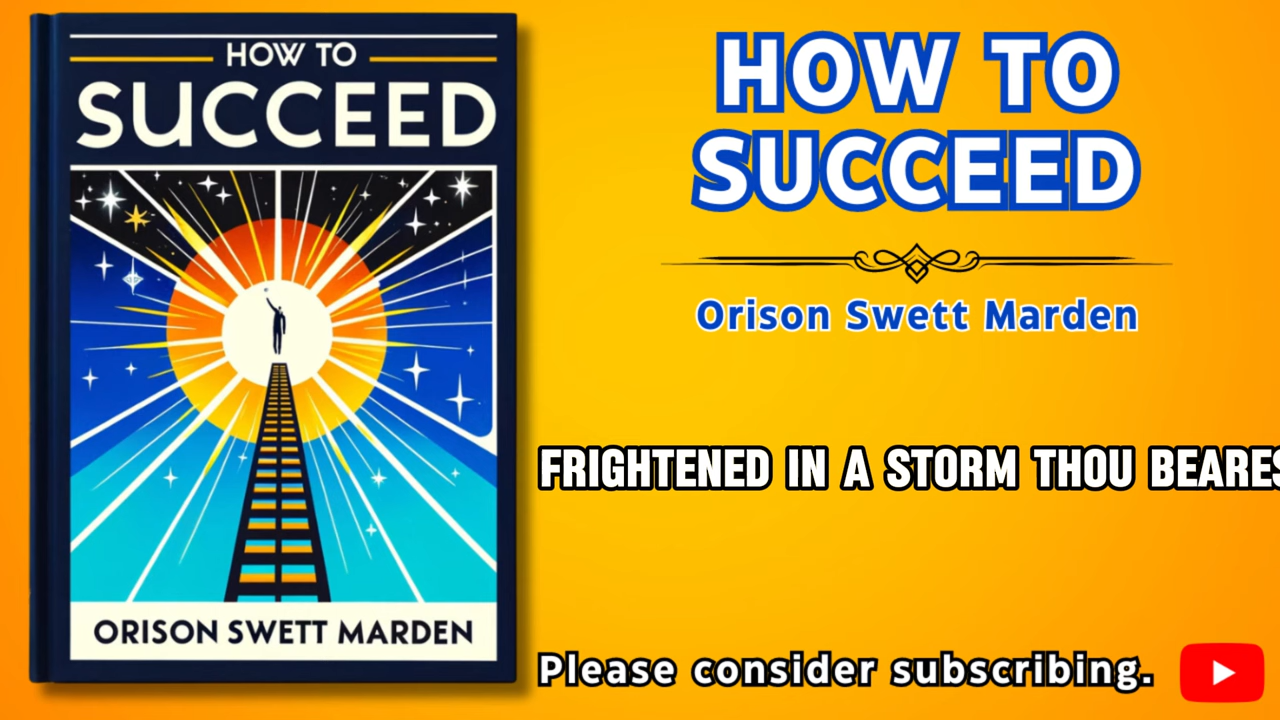 HOW TO
SUCCEED
ORISON SWETT MARDEN
HOW TO
SUCCEED
Orison Swett Marden
FRIGHTENED IN A STORM THOU BEARES
Please consider subscribing.